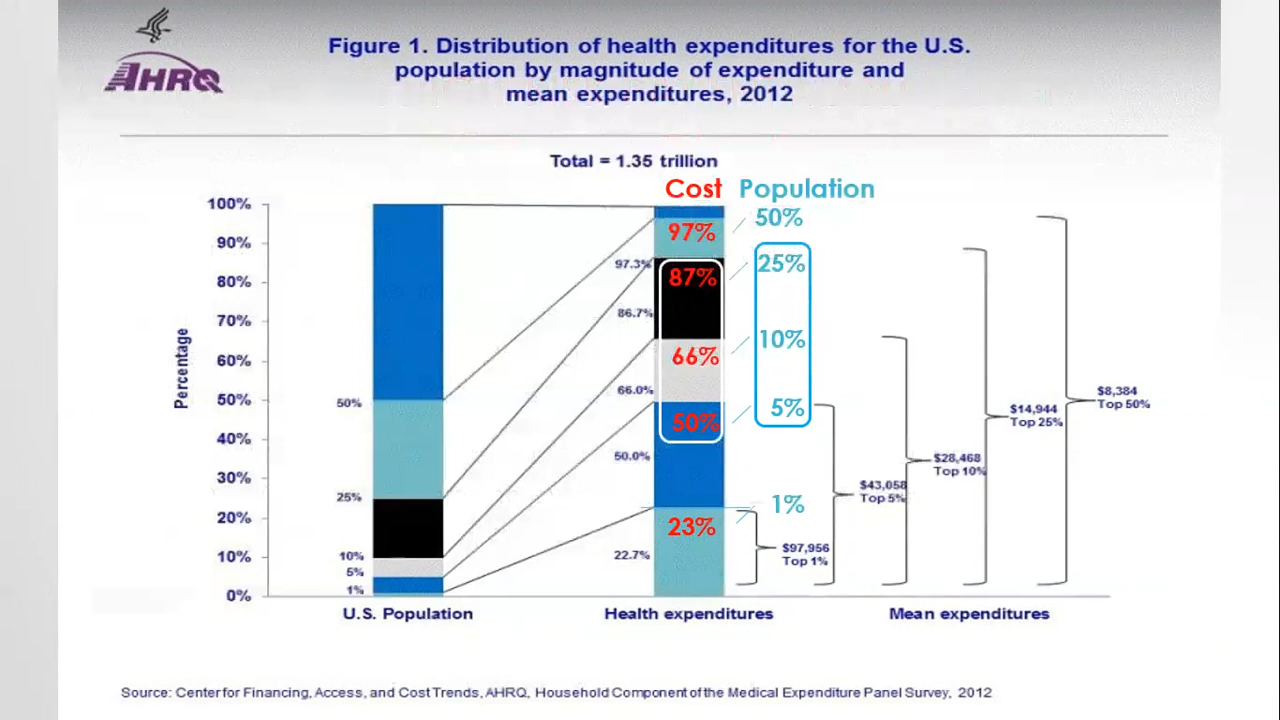 AHRQ
Figure 1. Distribution of health expenditures for the U.S.
population by magnitude of expenditure and
mean expenditures, 2012
Total = 1.35 trillion
Cost Population
100%
90%
80%
70%
60%
50%
40%
30%
20%
10%
0%
Percentage
50%
25%
10%
5%
1%
97.3%
86.7%
66.0%
50.0%
22.7%
97%
87%
66%
50%
23%
50%
25%
10%
5%
1%
$97,956
Top 1%
$43,058
Top 5%
$28,468
Top 10%
$14,944
Top 25%
$8,384
Top 50%
U.S. Population
Health expenditures
Mean expenditures
Source: Center for Financing, Access, and Cost Trends, AHRQ, Household Component of the Medical Expenditure Panel Survey, 2012